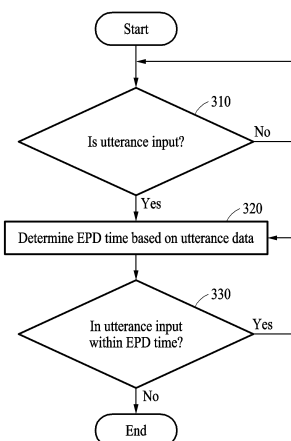 Start
310
Is utterance input?
No
Yes
320
Determine EPD time based on utterance data
330
In utterance input
within EPD time?
Yes
No
End